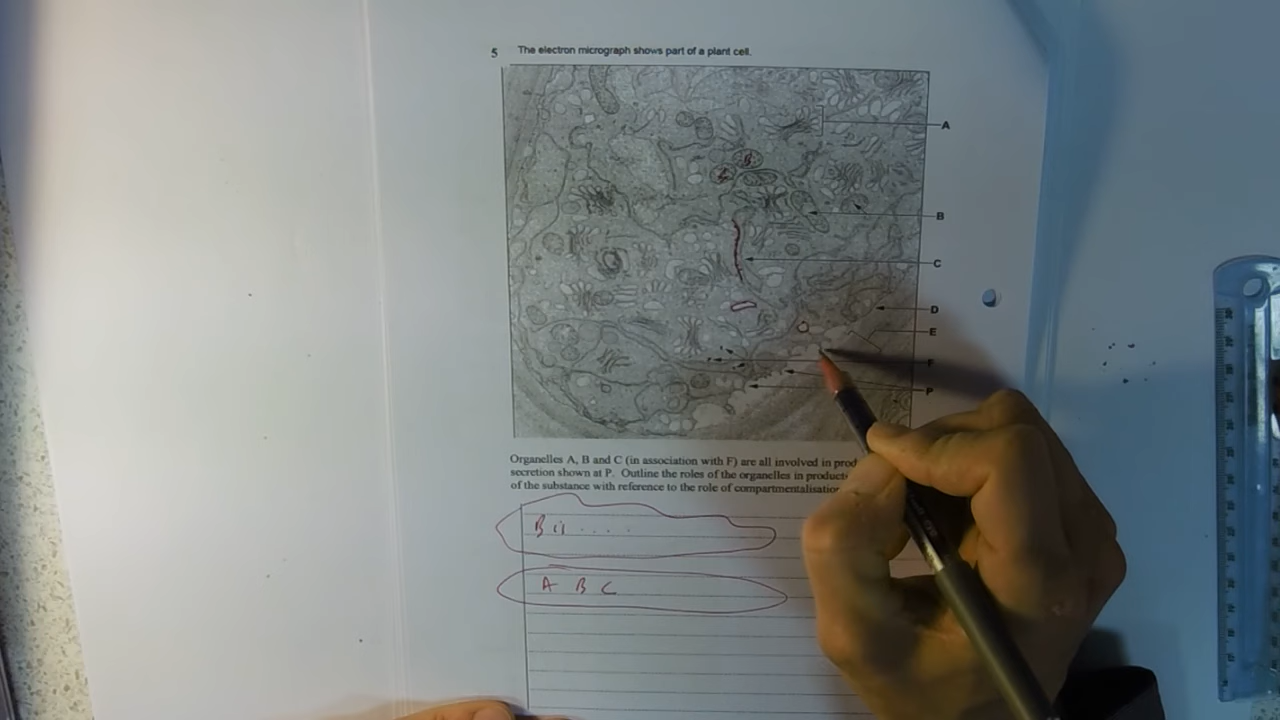 5 The electron micrograph shows part of a plant cell.
A
B
C
D
E
F
P
Organelles A, B and C (in association with F) are all involved in prod
secretion shown at P. Outline the roles of the organelles in product
of the substance with reference to the role of compartmentalisation
B is ....
A B C